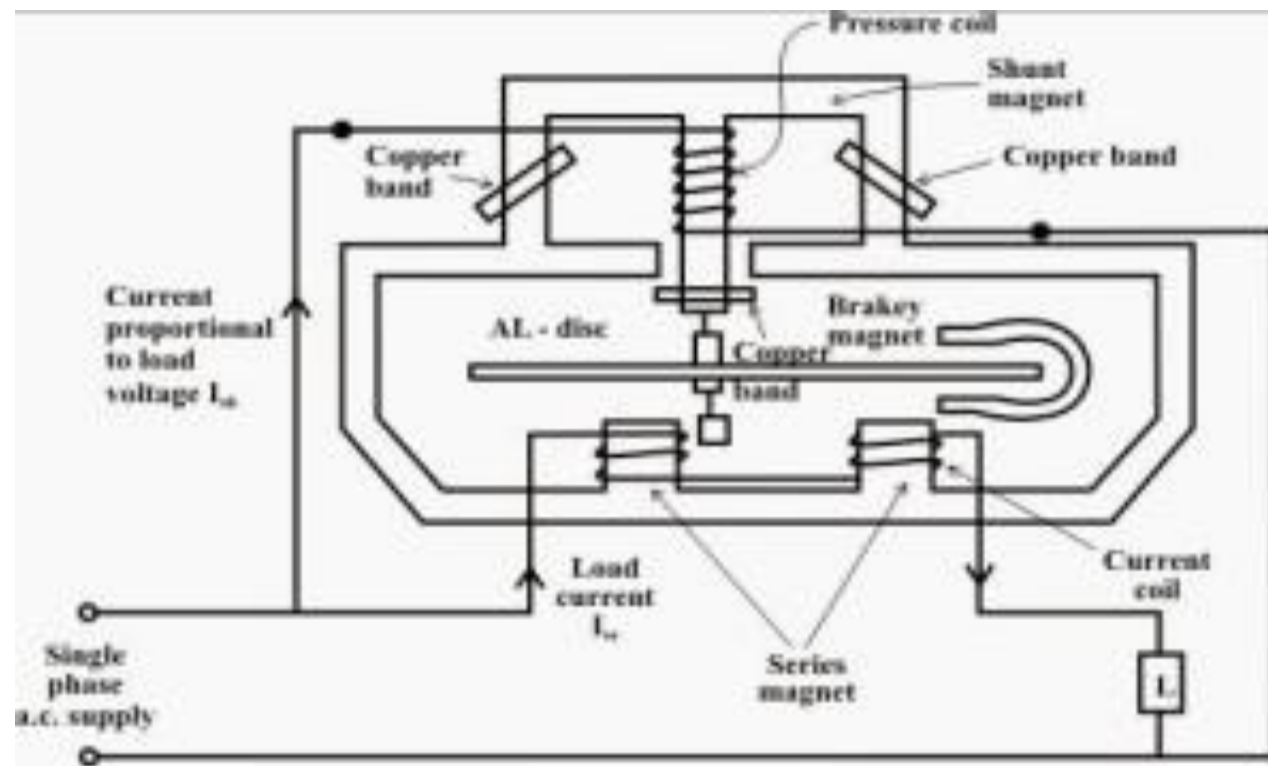 Pressure coil
Shunt
magnet
Copper
band
Copper band
Current
proportional
to load
voltage I
AL - disc
Brakey
magnet
Copper
band
Load
current
I
Series
magnet
Current
coil
Single
phase
a.c. supply
L